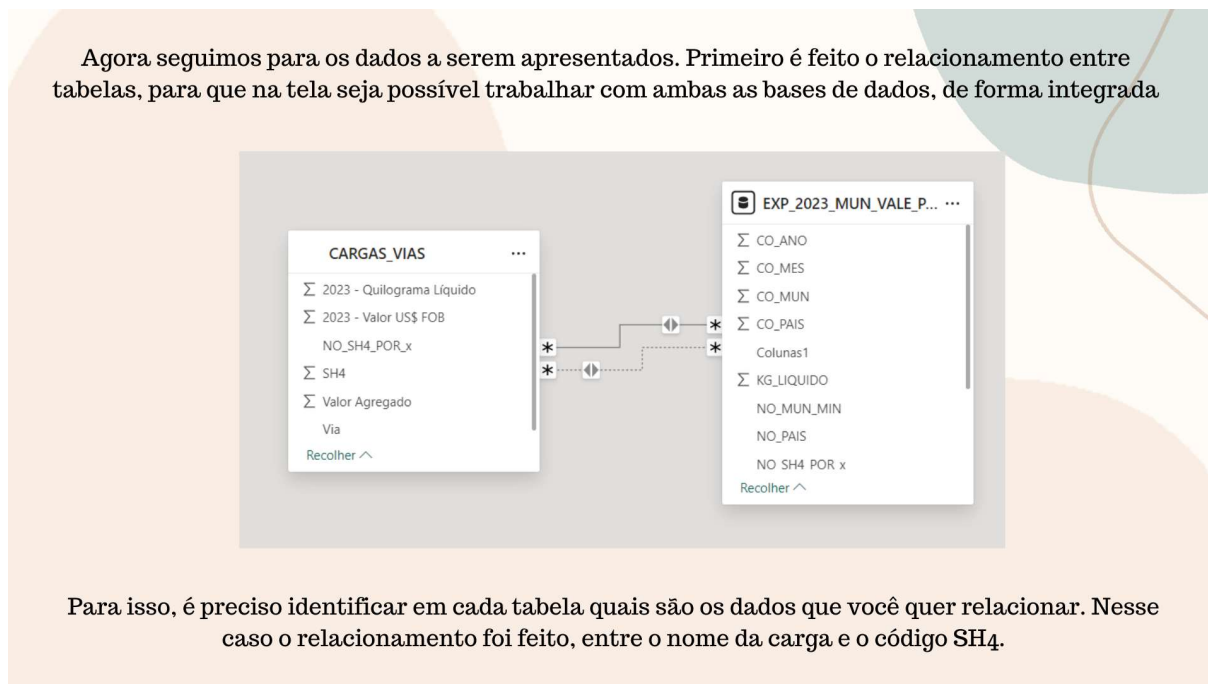 Agora seguimos para os dados a serem apresentados. Primeiro é feito o relacionamento entre
tabelas, para que na tela seja possível trabalhar com ambas as bases de dados, de forma integrada
CARGAS_VIAS ...
Σ 2023 - Quilograma Líquido
Σ 2023 - Valor US$ FOB
NO_SH4_POR_x
Σ SH4
Σ Valor Agregado
Via
Recolher
EXP_2023_MUN_VALE_P... ...
Σ CO_ANO
Σ CO_MES
Σ CO_MUN
Σ CO_PAIS
Colunas1
Σ KG_LIQUIDO
NO_MUN_MIN
NO_PAIS
NO_SH4_POR_x
Recolher
*
*
*
*
Para isso, é preciso identificar em cada tabela quais são os dados que você quer relacionar. Nesse
caso o relacionamento foi feito, entre o nome da carga e o código SH4.